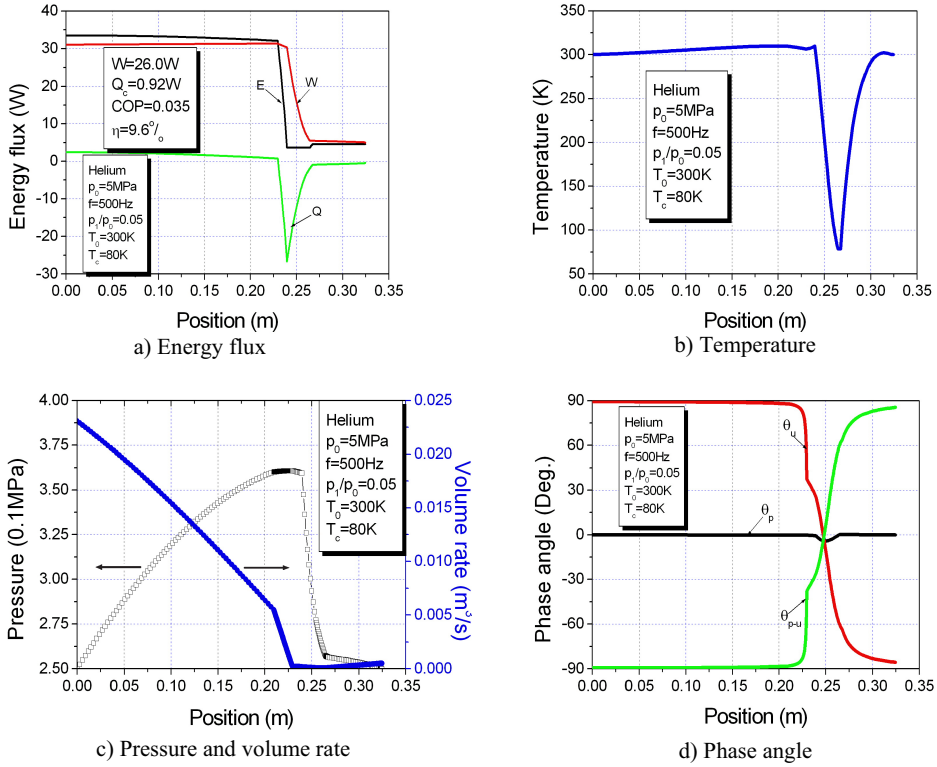 40
30
20
10
0
-10
-20
-30
Energy flux (W)
W=26.0W
Q_c=0.92W
COP=0.035
η=9.6°/₀
E
W
Q
Helium
p_0=5MPa
f=500Hz
p_1/p_0=0.05
T_0=300K
T_c=80K
0.00 0.05 0.10 0.15 0.20 0.25 0.30 0.35
Position (m)
a) Energy flux
350
300
250
200
150
100
50
Temperature (K)
Helium
p_0=5MPa
f=500Hz
p_1/p_0=0.05
T_0=300K
T_c=80K
0.00 0.05 0.10 0.15 0.20 0.25 0.30 0.35
Position (m)
b) Temperature
4.00
3.75
3.50
3.25
3.00
2.75
2.50
Pressure (0.1MPa)
Helium
p_0=5MPa
f=500Hz
p_1/p_0=0.05
T_0=300K
T_c=80K
0.025
0.020
0.015
0.010
0.005
0.000
Volume rate (m³/s)
0.00 0.05 0.10 0.15 0.20 0.25 0.30 0.35
Position (m)
c) Pressure and volume rate
90
60
30
0
-30
-60
-90
Phase angle (Deg.)
Helium
p_0=5MPa
f=500Hz
p_1/p_0=0.05
T_0=300K
T_c=80K
θ_u
θ_p
θ_p-u
0.00 0.05 0.10 0.15 0.20 0.25 0.30 0.35
Position (m)
d) Phase angle